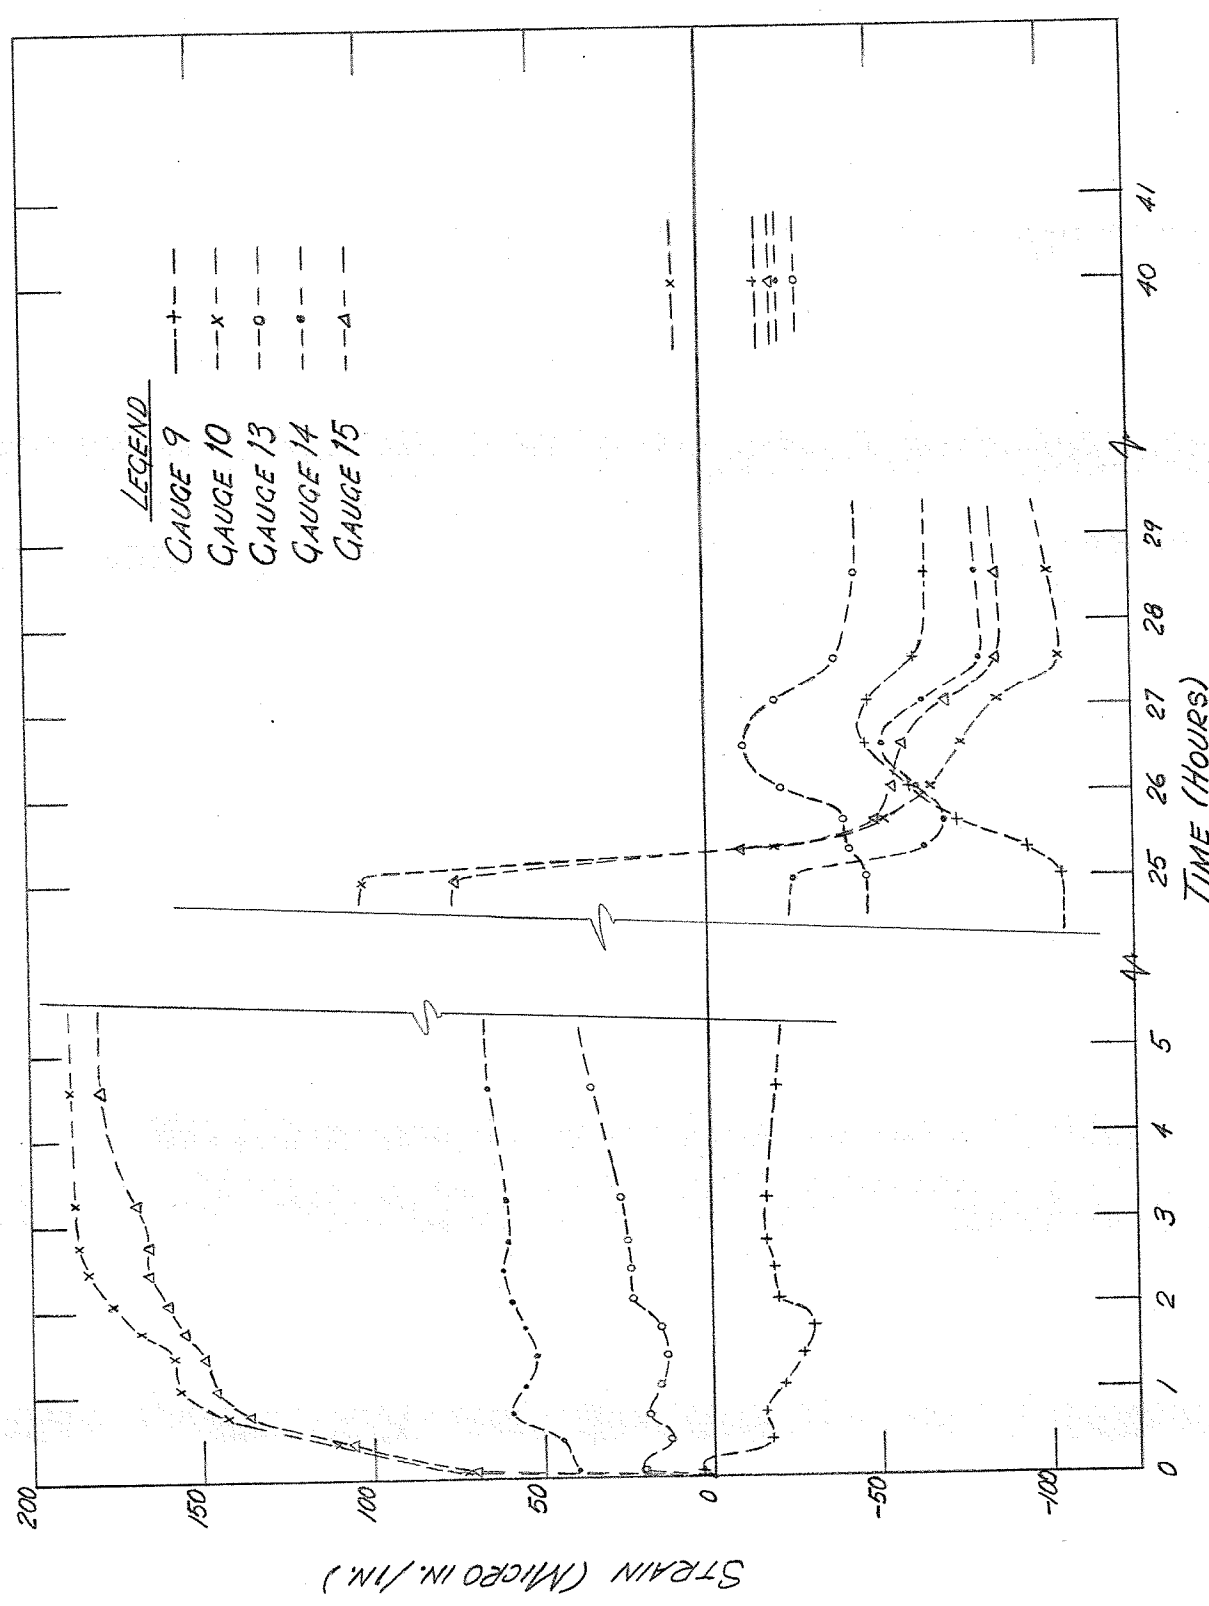 LEGEND
GAUGE 9
GAUGE 10
GAUGE 13
GAUGE 14
GAUGE 15
200
150
100
50
0
-50
-100
STRAIN (MICRO IN./IN.)
0 1 2 3 4 5 25 26 27 28 29 40 41
TIME (HOURS)